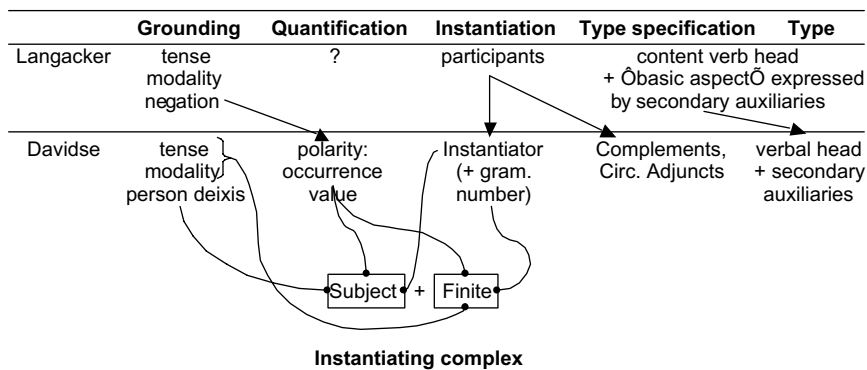 Grounding Quantification Instantiation Type specification Type
Langacker tense ? participants content verb head
modality + Ôbasic aspectÕ expressed
negation by secondary auxiliaries
Davidse tense polarity: Instantiator Complements, verbal head
modality occurrence (+ gram. Circ. Adjuncts + secondary
person deixis value number) auxiliaries
Subject + Finite
Instantiating complex